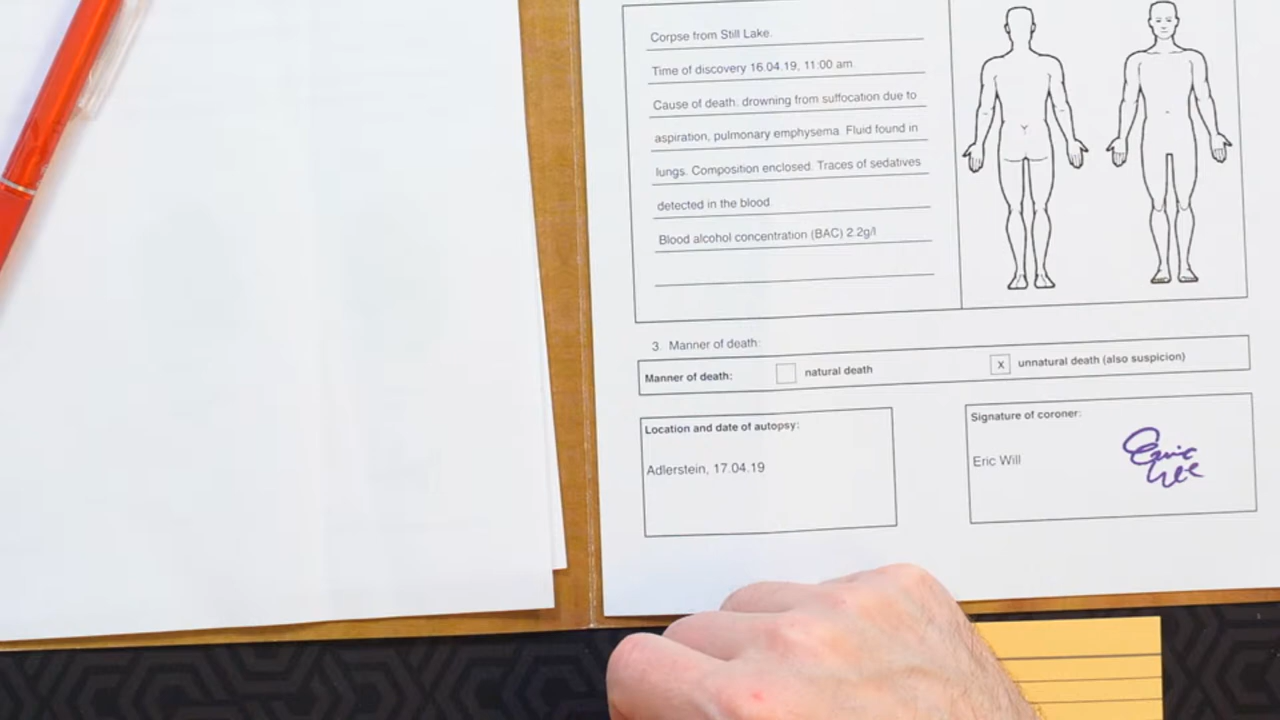 Corpse from Still Lake.
Time of discovery 16.04.19, 11:00 am
Cause of death: drowning from suffocation due to
aspiration, pulmonary emphysema. Fluid found in
lungs. Composition enclosed. Traces of sedatives
detected in the blood
Blood alcohol concentration (BAC) 2.2g/l
3. Manner of death:
Manner of death: natural death x unnatural death (also suspicion)
Location and date of autopsy:
Adlerstein, 17.04.19
Signature of coroner:
Eric Will
Eric Will